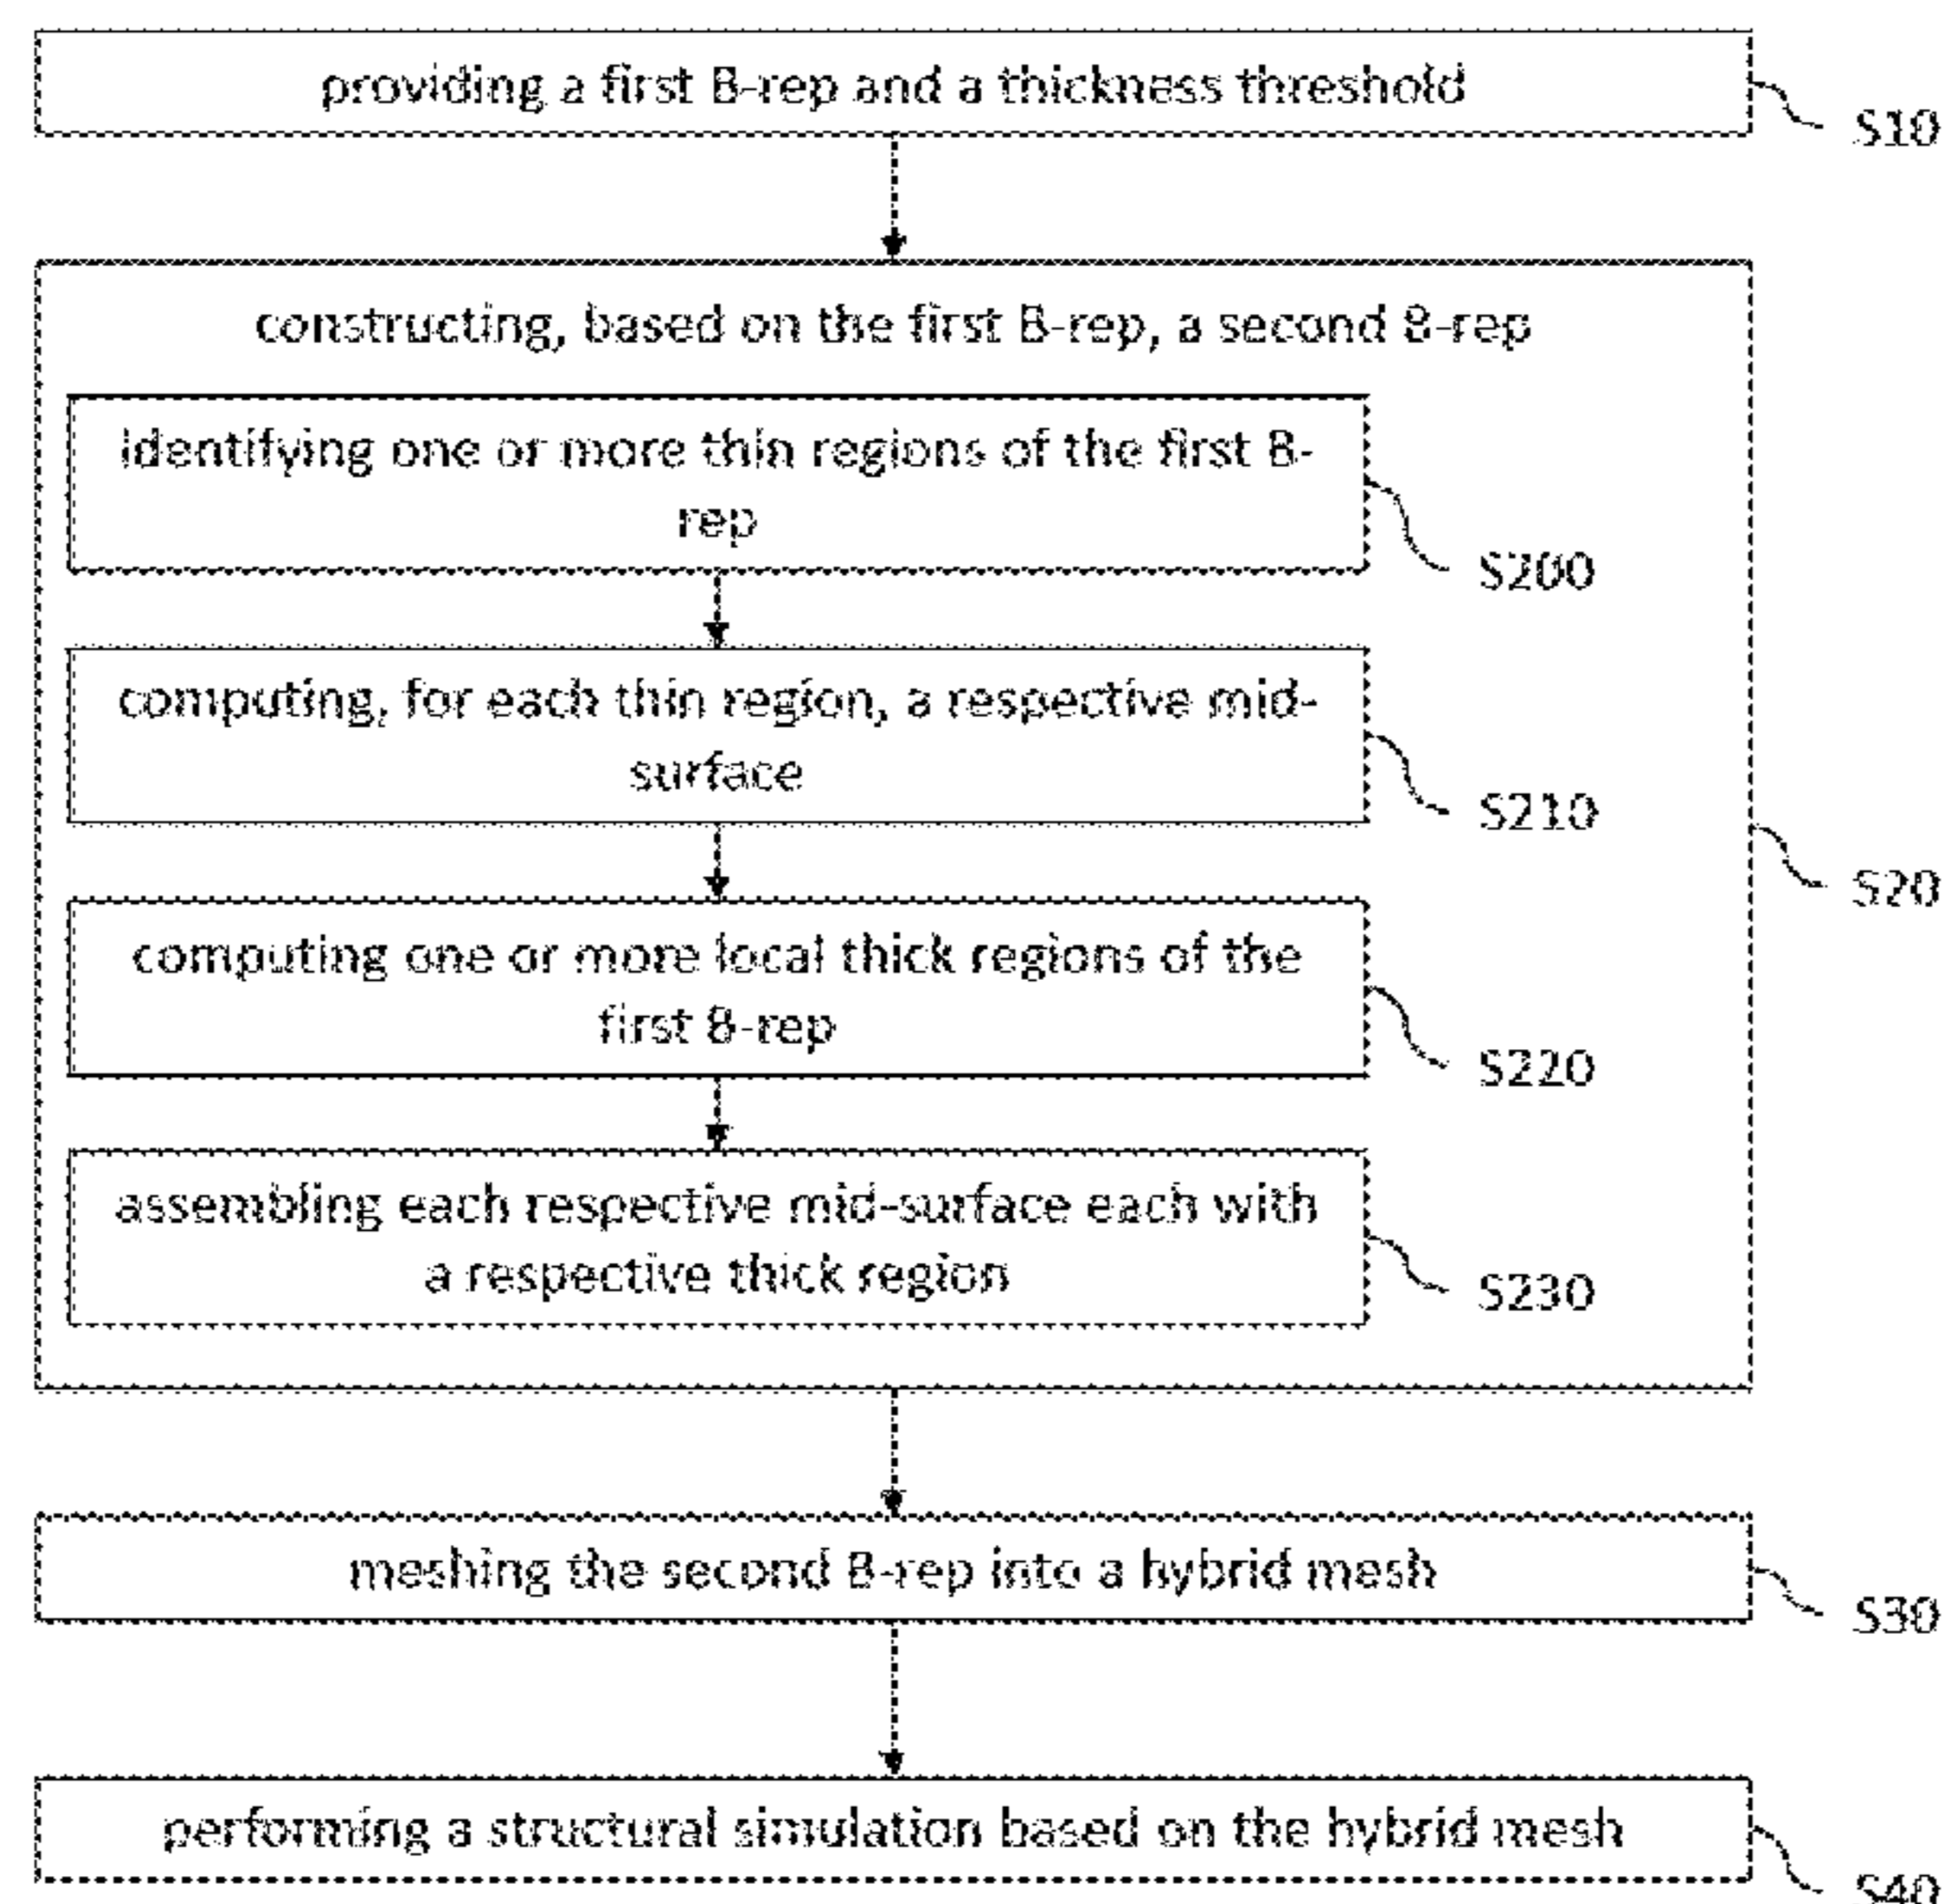 providing a first B-rep and a thickness threshold
S10
constructing, based on the first B-rep, a second B-rep
identifying one or more thin regions of the first B-
rep
S200
computing, for each thin region, a respective mid-
surface
S210
S20
computing one or more local thick regions of the
first B-rep
S220
assembling each respective mid-surface each with
a respective thick region
S230
meshing the second B-rep into a hybrid mesh
S30
performing a structural simulation based on the hybrid mesh
S40